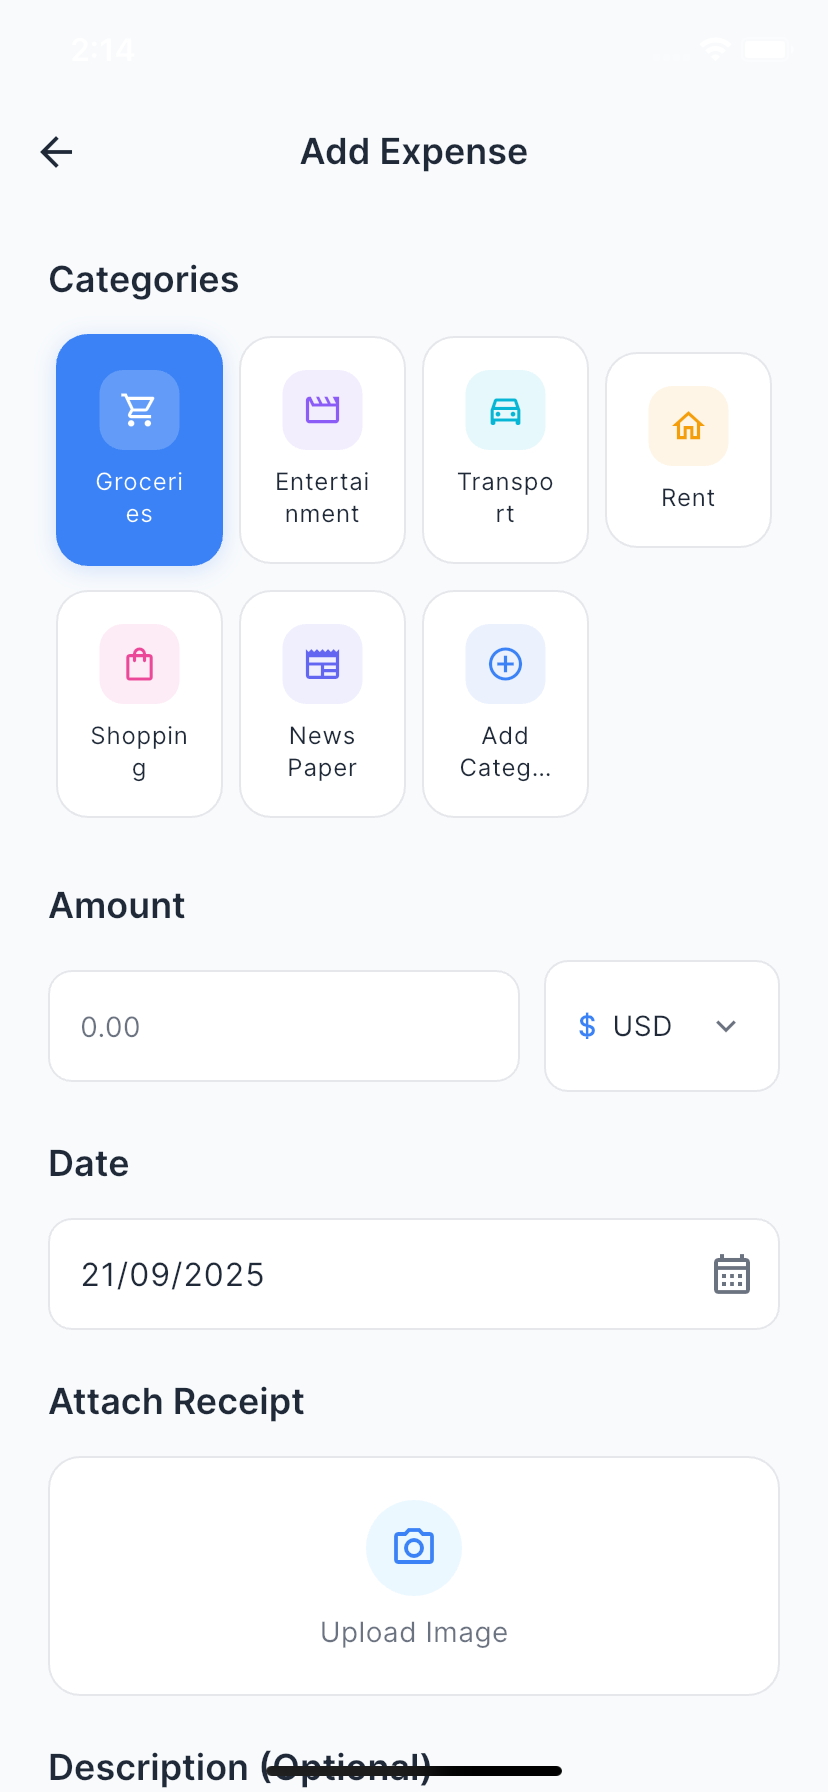 2:14
Add Expense
Categories
Groceri
es
Entertai
nment
Transpo
rt
Rent
Shoppin
g
News
Paper
Add
Categ...
Amount
0.00
$ USD
Date
21/09/2025
Attach Receipt
Upload Image
Description (Optional)